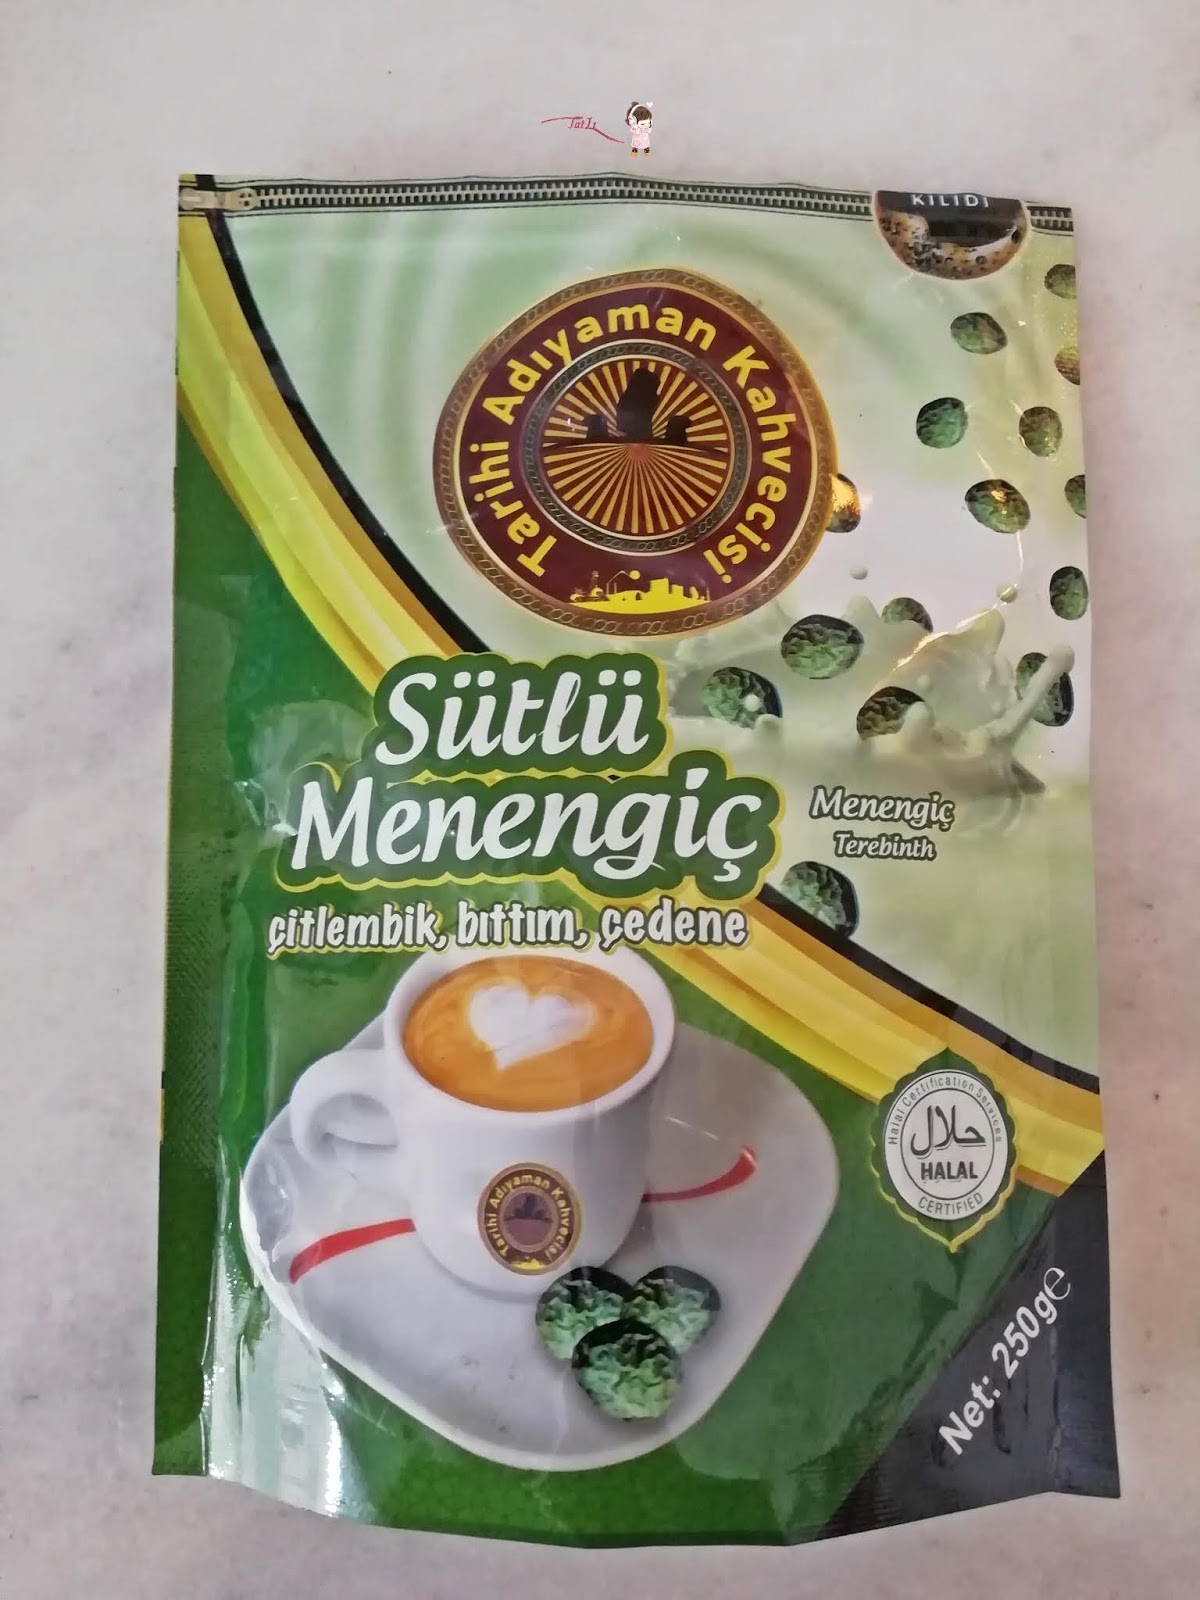 Tatlı
KILIDI
Tarihi Adıyaman Kahvecisi
Sütlü
Menengiç
Menengiç
Terebinth
çitlembik, bıttım, çedene
Tarihi Adıyaman Kahvecisi
Halal Certification Services
حلال
HALAL
CERTIFIED
Net: 250g℮